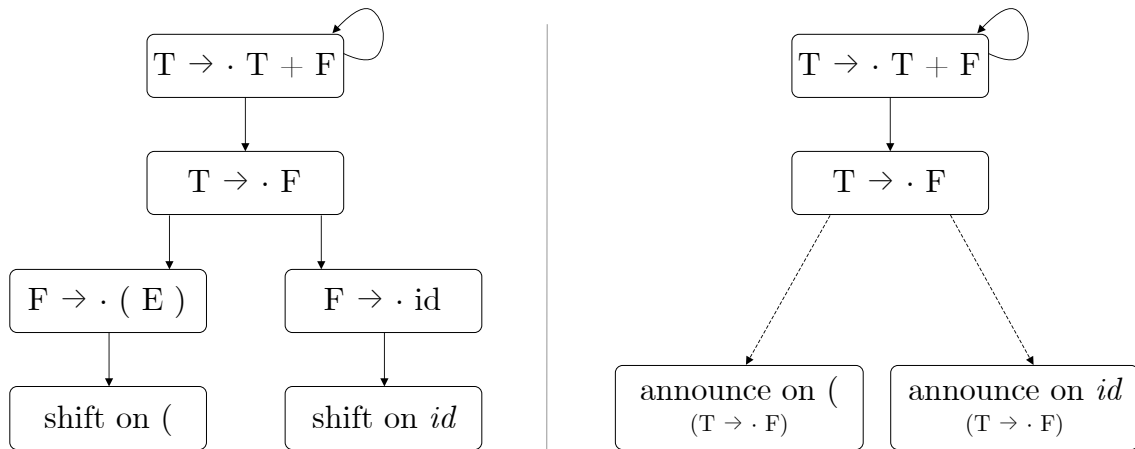 T → · T + F
T → · F
F → · ( E )
F → · id
shift on (
shift on id
T → · T + F
T → · F
announce on (
(T → · F)
announce on id
(T → · F)